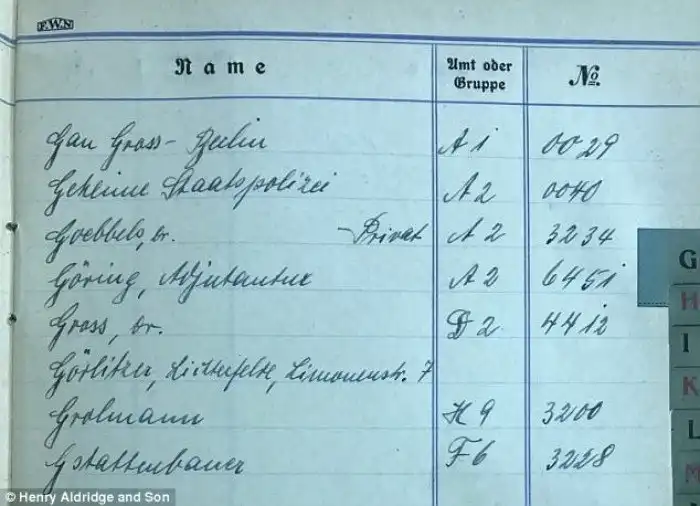 F.W.N
Name Amt oder Gruppe No.
Gau Gross-Berlin A 1 0029
Geheime Staatspolizei A 2 0040
Goebbels, Dr. - Privat A 2 3234
Göring, Adjutantur A 2 6451
Gross, Dr. D 2 4412
Görlitzer, Lichterfelde, Limonenstr. 7
Grolmann H 9 3200
Gstattenbauer F 6 3228
G
H
I
K
L
M
© Henry Aldridge and Son